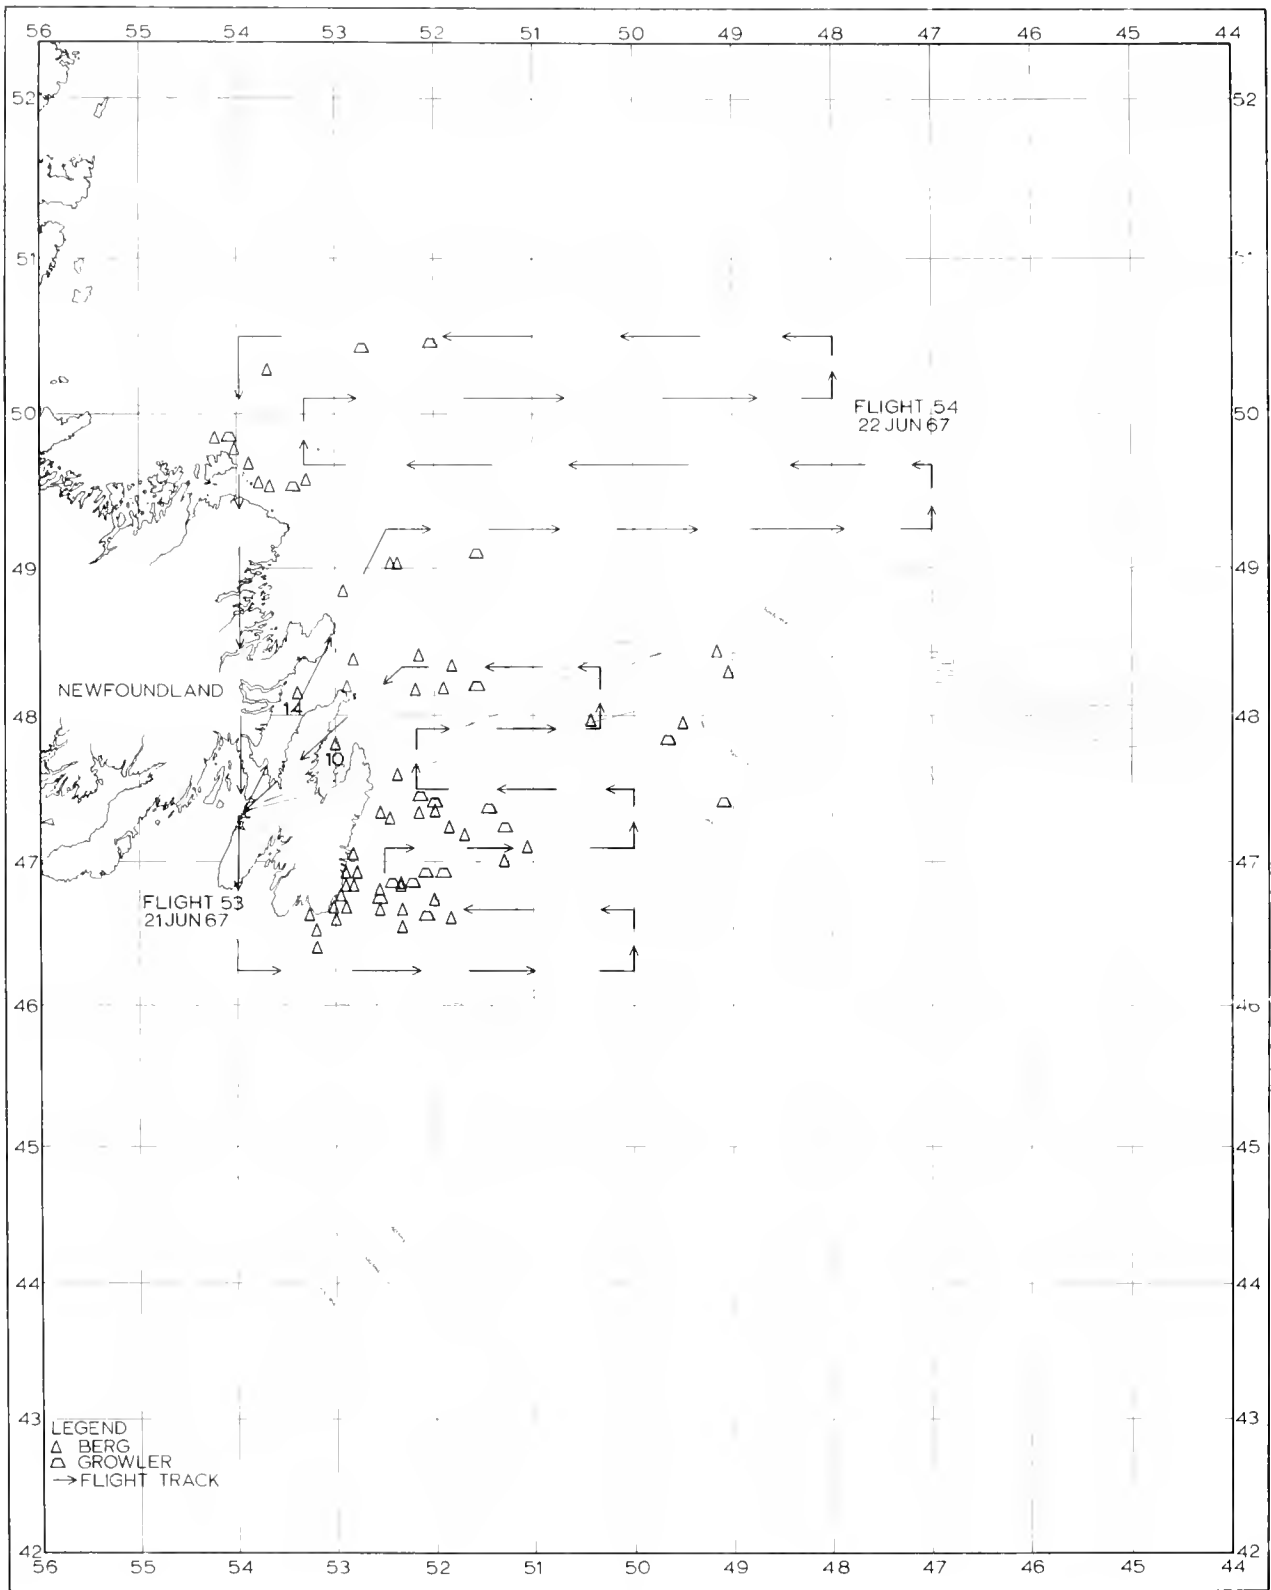 56 55 54 53 52 51 50 49 48 47 46 45 44
52 52
51
50 50
FLIGHT 54
22 JUN 67
49 49
NEWFOUNDLAND
14
48 48
10
47 47
FLIGHT 53
21 JUN 67
46 46
45 45
44 44
43 43
LEGEND
BERG
GROWLER
FLIGHT TRACK
42 42
56 55 54 53 52 51 50 49 48 47 46 45 44